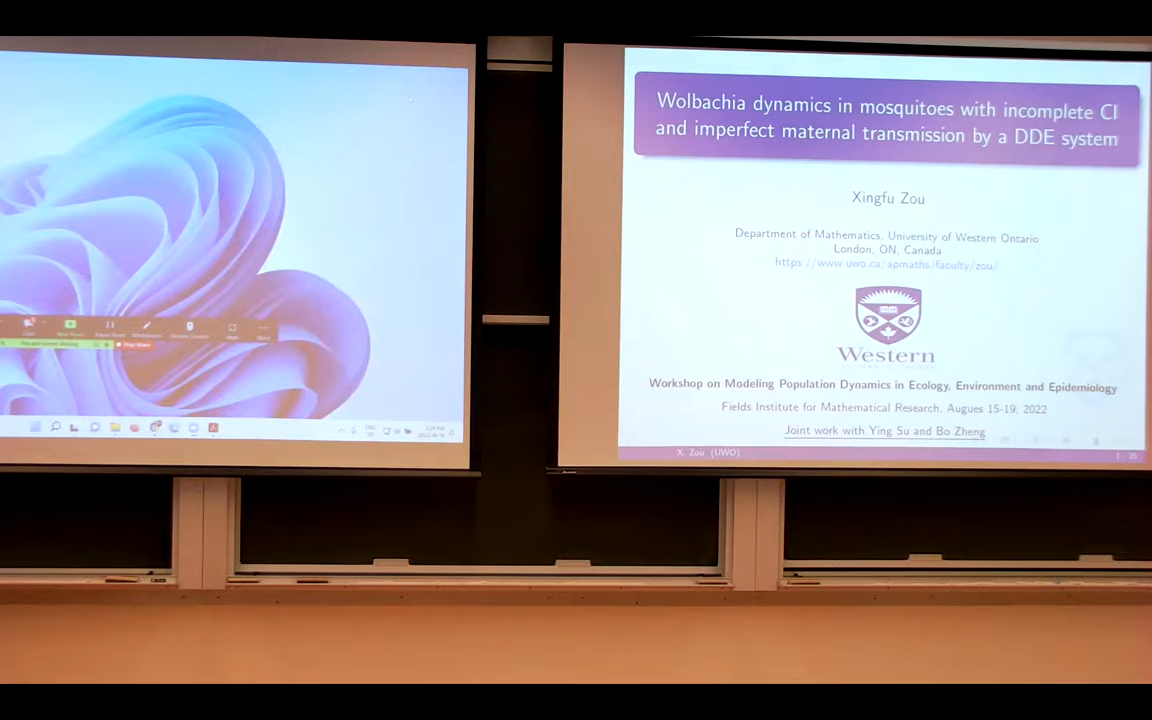 Wolbachia dynamics in mosquitoes with incomplete CI
and imperfect maternal transmission by a DDE system
Xingfu Zou
Department of Mathematics, University of Western Ontario
London, ON, Canada
https://www.uwo.ca/apmaths/faculty/zou/
Western
Workshop on Modeling Population Dynamics in Ecology, Environment and Epidemiology
Fields Institute for Mathematical Research, Augues 15-19, 2022
Joint work with Ying Su and Bo Zheng
X. Zou (UWO)
1 / 35